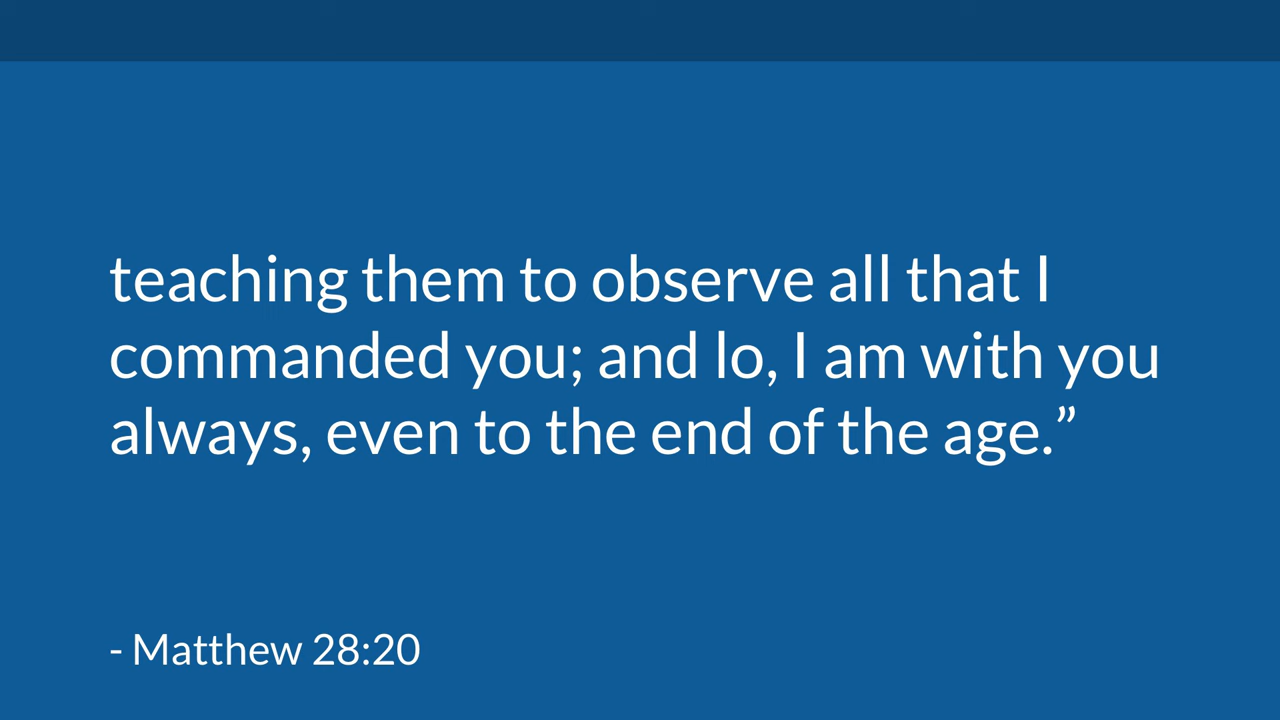 teaching them to observe all that I
commanded you; and lo, I am with you
always, even to the end of the age.”
- Matthew 28:20